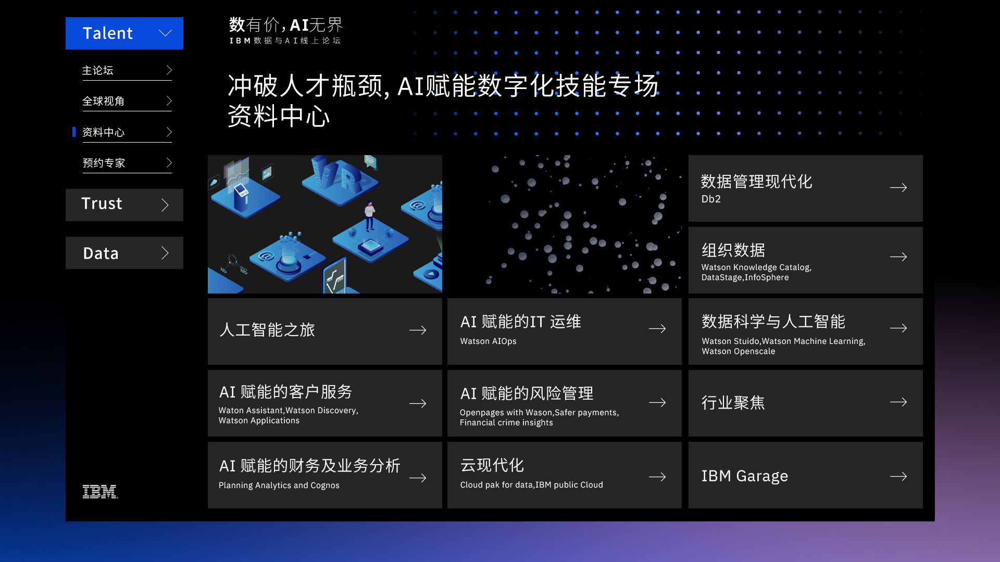 Talent
主论坛
全球视角
资料中心
预约专家
Trust
Data
IBM
数有价,AI无界
IBM数据与AI线上论坛
冲破人才瓶颈, AI赋能数字化技能专场
资料中心
VR
@
@
数据管理现代化
Db2
组织数据
Watson Knowledge Catalog,
DataStage,InfoSphere
人工智能之旅
AI 赋能的IT 运维
Watson AIOps
数据科学与人工智能
Watson Stuido,Watson Machine Learning,
Watson Openscale
AI 赋能的客户服务
Waton Assistant,Watson Discovery,
Watson Applications
AI 赋能的风险管理
Openpages with Wason,Safer payments,
Financial crime insights
行业聚焦
AI 赋能的财务及业务分析
Planning Analytics and Cognos
云现代化
Cloud pak for data,IBM public Cloud
IBM Garage